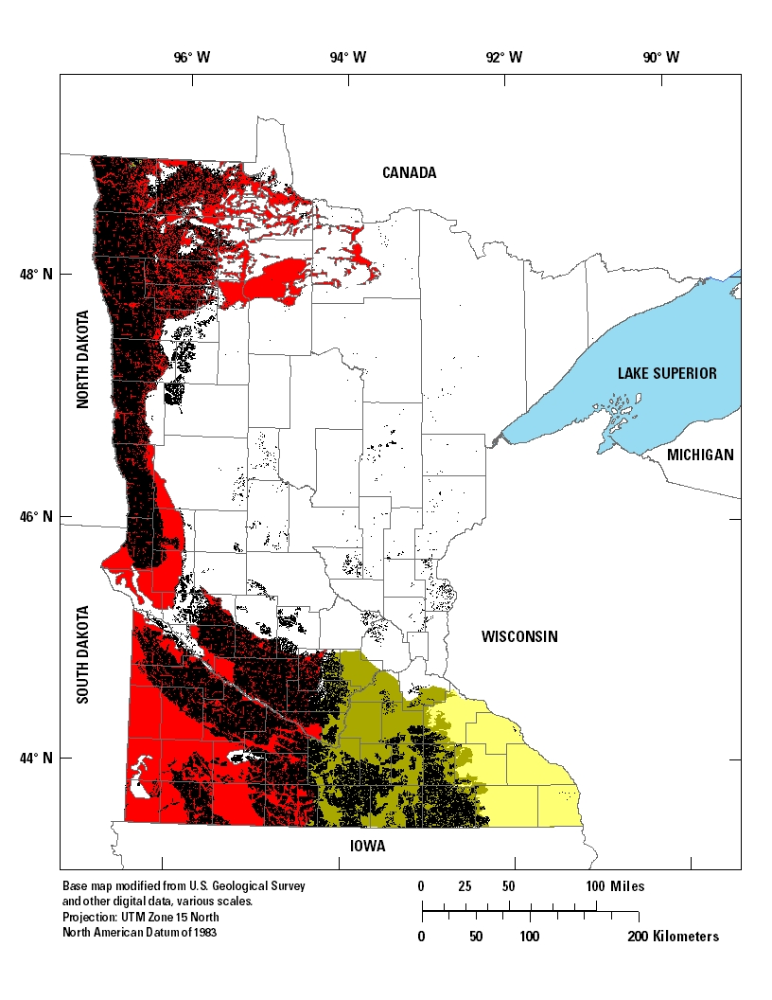 96° W 94° W 92° W 90° W
CANADA
48° N
NORTH DAKOTA
LAKE SUPERIOR
MICHIGAN
46° N
SOUTH DAKOTA
WISCONSIN
44° N
IOWA
Base map modified from U.S. Geological Survey
and other digital data, various scales.
Projection: UTM Zone 15 North
North American Datum of 1983
0 25 50 100 Miles
0 50 100 200 Kilometers